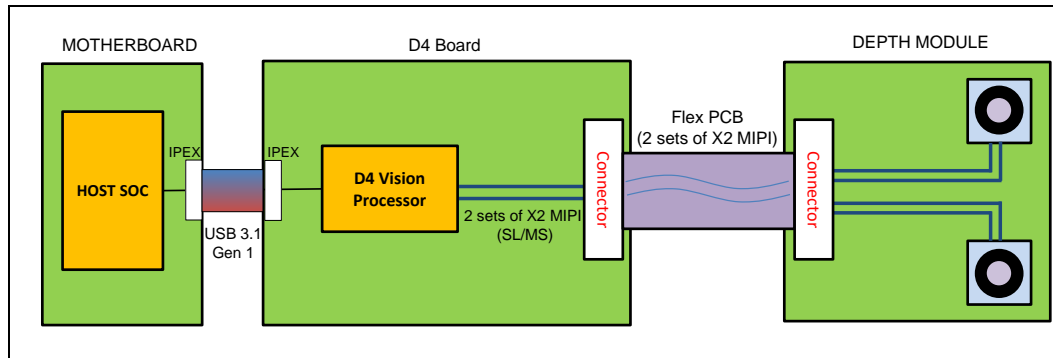 MOTHERBOARD
D4 Board
DEPTH MODULE
HOST SOC
IPEX
IPEX
USB 3.1
Gen 1
D4 Vision
Processor
2 sets of X2 MIPI
(SL/MS)
Connector
Flex PCB
(2 sets of X2 MIPI)
Connector